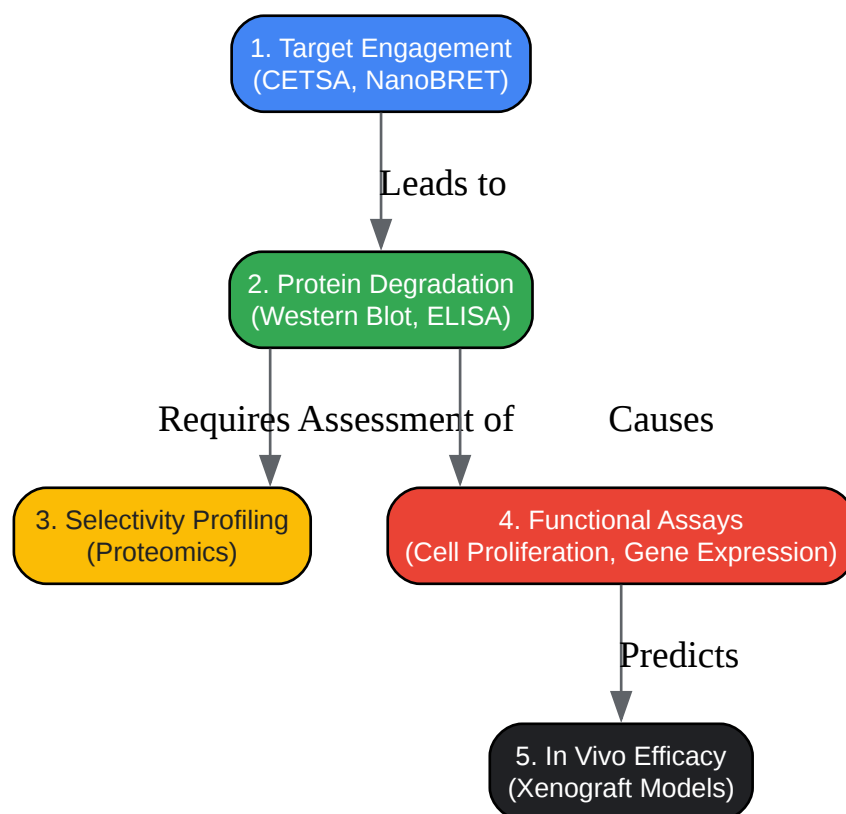 1. Target Engagement
(CETSA, NanoBRET)
Leads to
2. Protein Degradation
(Western Blot, ELISA)
Requires Assessment of
Causes
3. Selectivity Profiling
(Proteomics)
4. Functional Assays
(Cell Proliferation, Gene Expression)
Predicts
5. In Vivo Efficacy
(Xenograft Models)